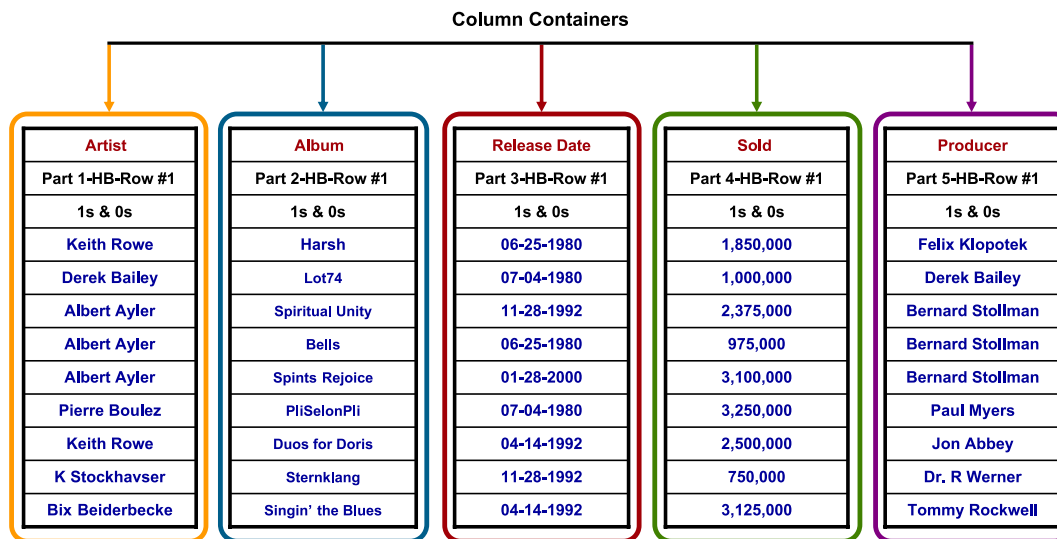 Column Containers
Artist Album Release Date Sold Producer
Part 1-HB-Row #1 Part 2-HB-Row #1 Part 3-HB-Row #1 Part 4-HB-Row #1 Part 5-HB-Row #1
1s & 0s 1s & 0s 1s & 0s 1s & 0s 1s & 0s
Keith Rowe Harsh 06-25-1980 1,850,000 Felix Klopotek
Derek Bailey Lot74 07-04-1980 1,000,000 Derek Bailey
Albert Ayler Spiritual Unity 11-28-1992 2,375,000 Bernard Stollman
Albert Ayler Bells 06-25-1980 975,000 Bernard Stollman
Albert Ayler Spints Rejoice 01-28-2000 3,100,000 Bernard Stollman
Pierre Boulez PliSelonPli 07-04-1980 3,250,000 Paul Myers
Keith Rowe Duos for Doris 04-14-1992 2,500,000 Jon Abbey
K Stockhavser Sternklang 11-28-1992 750,000 Dr. R Werner
Bix Beiderbecke Singin’ the Blues 04-14-1992 3,125,000 Tommy Rockwell